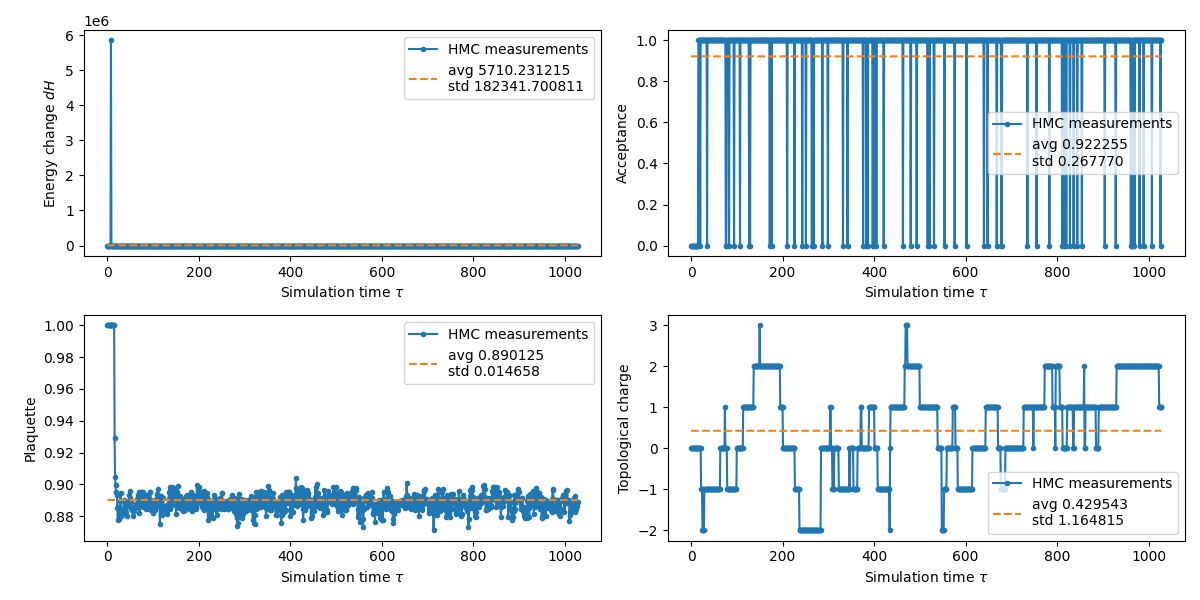 1e6
6
5
4
3
2
1
0
Energy change dH
HMC measurements
avg 5710.231215
std 182341.700811
0 200 400 600 800 1000
Simulation time τ
1.0
0.8
0.6
0.4
0.2
0.0
Acceptance
HMC measurements
avg 0.922255
std 0.267770
0 200 400 600 800 1000
Simulation time τ
1.00
0.98
0.96
0.94
0.92
0.90
0.88
Plaquette
HMC measurements
avg 0.890125
std 0.014658
0 200 400 600 800 1000
Simulation time τ
3
2
1
0
−1
−2
Topological charge
HMC measurements
avg 0.429543
std 1.164815
0 200 400 600 800 1000
Simulation time τ